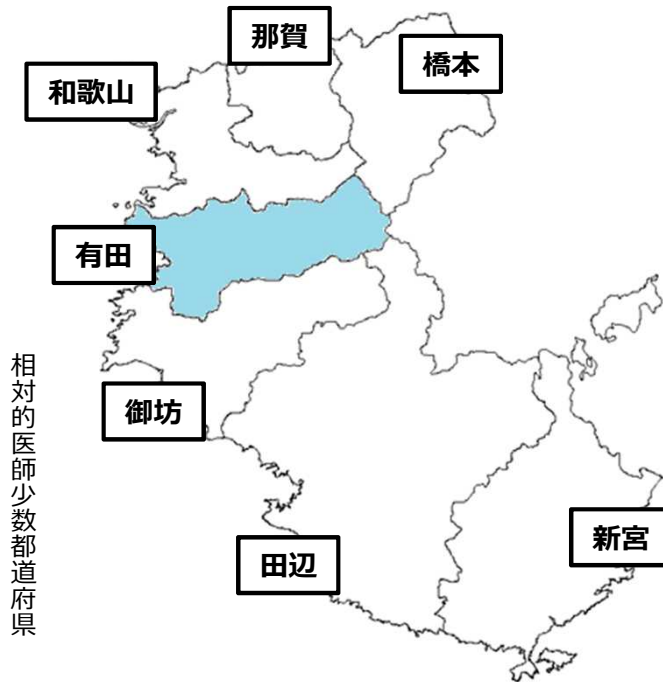 那賀
橋本
和歌山
有田
御坊
田辺
新宮
相対的医師少数都道府県